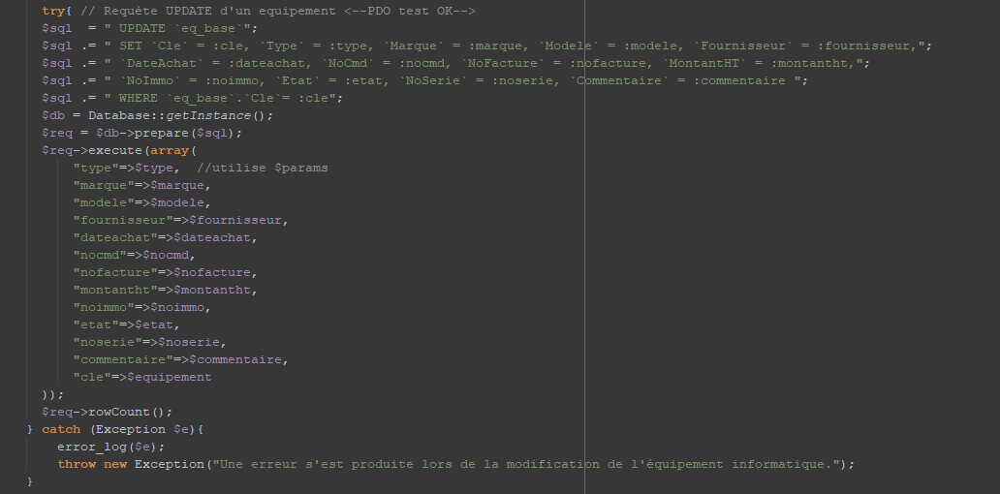 try{ // Requète UPDATE d'un equipement <--PDO test OK-->
$sql  = " UPDATE `eq_base`";
$sql .= " SET `Cle` = :cle, `Type` = :type, `Marque` = :marque, `Modele` = :modele, `Fournisseur` = :fournisseur,";
$sql .= " `DateAchat` = :dateachat, `NoCmd` = :nocmd, `NoFacture` = :nofacture, `MontantHT` = :montantht,";
$sql .= " `NoImmo` = :noimmo, `Etat` = :etat, `NoSerie` = :noserie, `Commentaire` = :commentaire ";
$sql .= " WHERE `eq_base`.`Cle`= :cle";
$db = Database::getInstance();
$req = $db->prepare($sql);
$req->execute(array(
"type"=>$type,  //utilise $params
"marque"=>$marque,
"modele"=>$modele,
"fournisseur"=>$fournisseur,
"dateachat"=>$dateachat,
"nocmd"=>$nocmd,
"nofacture"=>$nofacture,
"montantht"=>$montantht,
"noimmo"=>$noimmo,
"etat"=>$etat,
"noserie"=>$noserie,
"commentaire"=>$commentaire,
"cle"=>$equipement
));
$req->rowCount();
} catch (Exception $e){
error_log($e);
throw new Exception("Une erreur s'est produite lors de la modification de l'équipement informatique.");
}